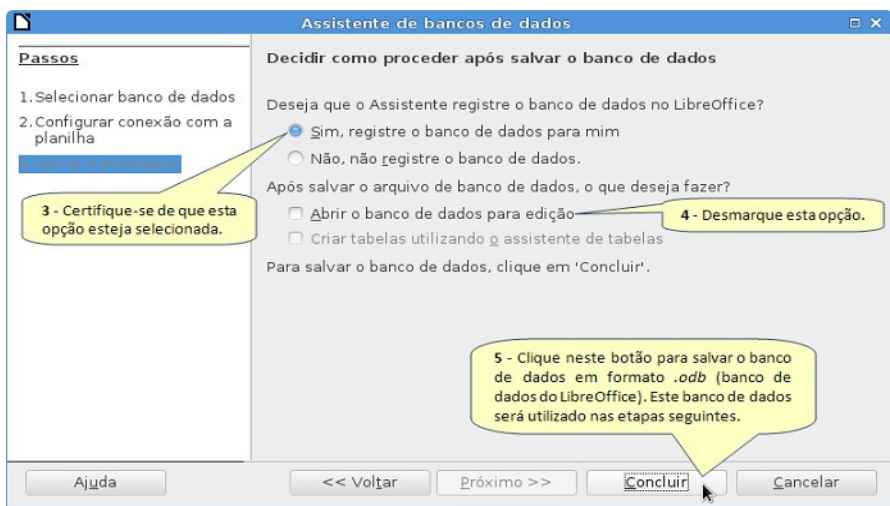 Assistente de bancos de dados
Passos
1. Selecionar banco de dados
2. Configurar conexão com a
planilha
Decidir como proceder após salvar o banco de dados
Deseja que o Assistente registre o banco de dados no LibreOffice?
Sim, registre o banco de dados para mim
Não, não registre o banco de dados.
3 - Certifique-se de que esta
opção esteja selecionada.
Após salvar o arquivo de banco de dados, o que deseja fazer?
Abrir o banco de dados para edição
4 - Desmarque esta opção.
Criar tabelas utilizando o assistente de tabelas
Para salvar o banco de dados, clique em 'Concluir'.
5 - Clique neste botão para salvar o banco
de dados em formato .odb (banco de
dados do LibreOffice). Este banco de dados
será utilizado nas etapas seguintes.
Ajuda
<< Voltar
Próximo >>
Concluir
Cancelar